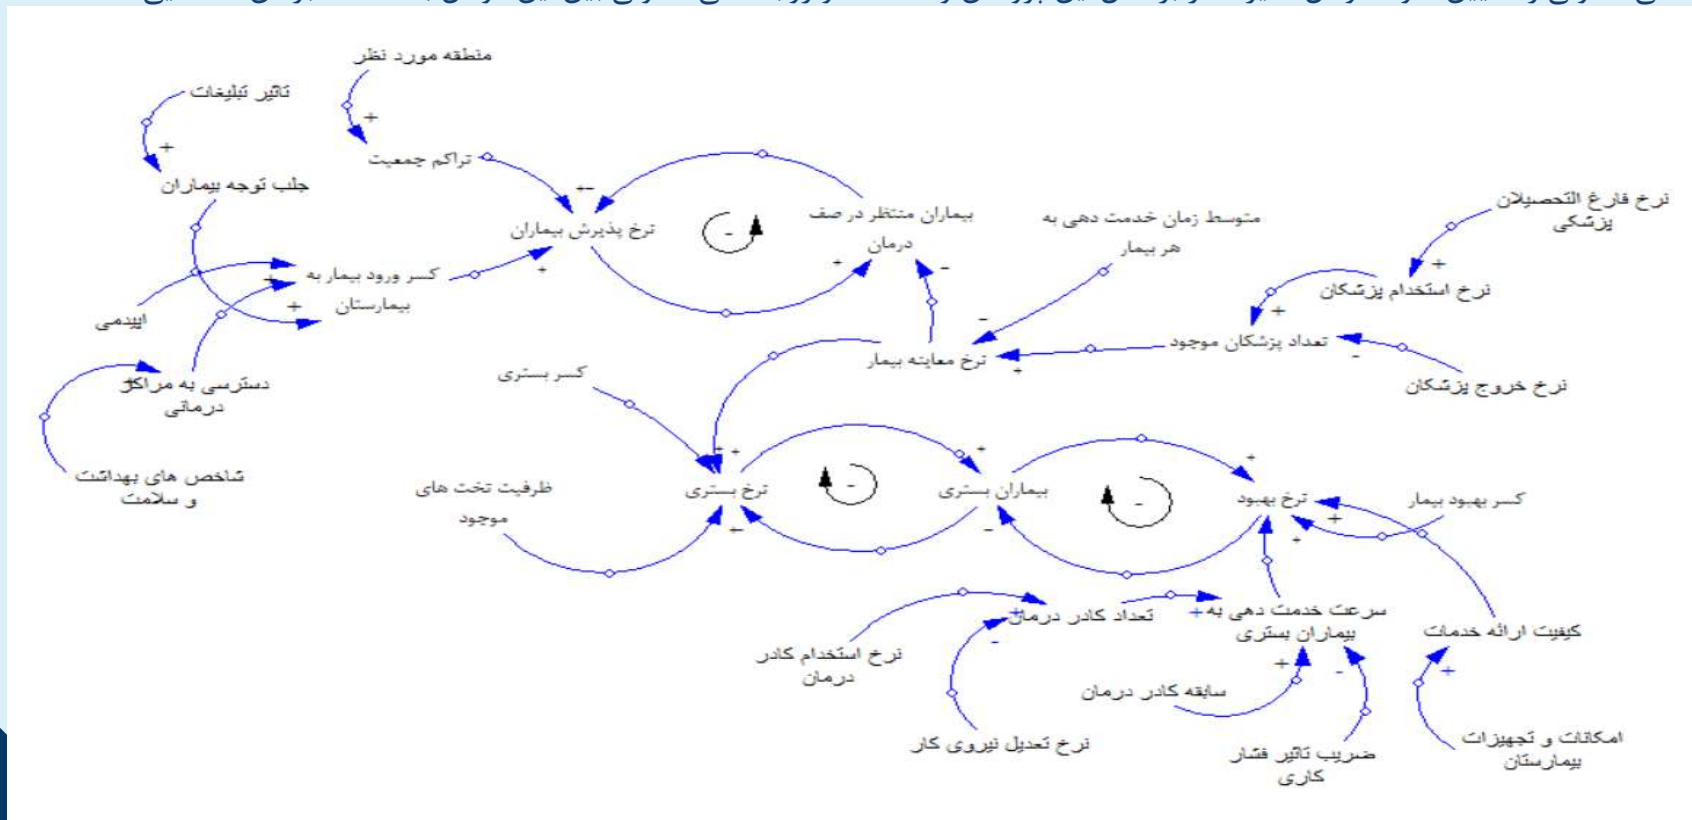 منطقه مورد نظر
تاثیر تبلیغات
+
+
تراکم جمعیت
جلب توجه بیماران
+-
نرخ فارغ التحصیلان
پزشکی
بیماران منتظر در صف
درمان
متوسط زمان خدمت دهی به
هر بیمار
نرخ پذیرش بیماران
-
+
+
-
+
کسر ورود بیمار به
بیمارستان
+
+
نرخ استخدام پزشکان
+
اپیدمی
-
تعداد پزشکان موجود
-
نرخ معاینه بیمار
+
کسر بستری
دسترسی به مراکز
درمانی
+
نرخ خروج پزشکان
+
+
+
+
شاخص های بهداشت
و سلامت
ظرفیت تخت های
موجود
نرخ بستری
-
بیماران بستری
-
نرخ بهبود
کسر بهبود بیمار
+-
-
+
+
تعداد کادر درمان
+
+
سرعت خدمت دهی به
بیماران بستری
کیفیت ارائه خدمات
-
نرخ استخدام کادر
درمان
+
-
+
سابقه کادر درمان
نرخ تعدیل نیروی کار
ضریب تاثیر فشار
کاری
امکانات و تجهیزات
بیمارستان